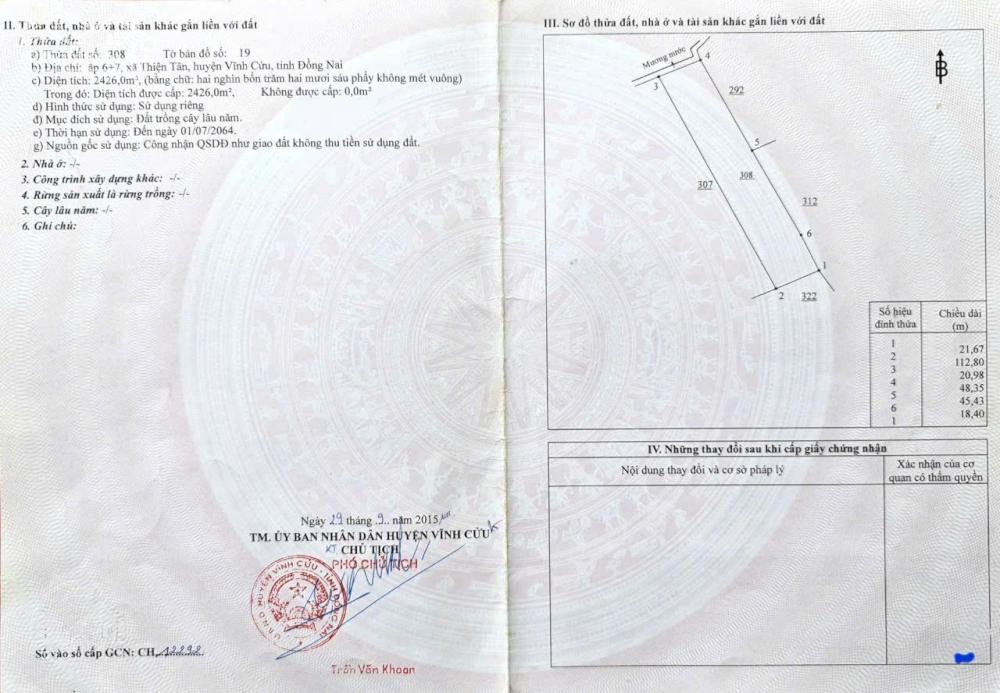 II. Thửa đất, nhà ở và tài sản khác gắn liền với đất
1. Thửa đất:
a) Thửa đất số: 308 Tờ bản đồ số: 19
b) Địa chỉ: ấp 6+7, xã Thiện Tân, huyện Vĩnh Cửu, tỉnh Đồng Nai
c) Diện tích: 2426,0m², (bằng chữ: hai nghìn bốn trăm hai mươi sáu phẩy không mét vuông)
Trong đó: Diện tích được cấp: 2426,0m², Không được cấp: 0,0m²
d) Hình thức sử dụng: Sử dụng riêng
đ) Mục đích sử dụng: Đất trồng cây lâu năm.
e) Thời hạn sử dụng: Đến ngày 01/07/2064.
g) Nguồn gốc sử dụng: Công nhận QSDĐ như giao đất không thu tiền sử dụng đất.
2. Nhà ở: -/-
3. Công trình xây dựng khác: -/-
4. Rừng sản xuất là rừng trồng: -/-
5. Cây lâu năm: -/-
6. Ghi chú:
Ngày 29 tháng 9.. năm 2015
TM. ỦY BAN NHÂN DÂN HUYỆN VĨNH CỬU
KT. CHỦ TỊCH
PHÓ CHỦ TỊCH
U.B.N.D HUYỆN VĨNH CỬU - TỈNH ĐỒNG NAI
Trần Văn Khoan
Số vào sổ cấp GCN: CH 12292
III. Sơ đồ thửa đất, nhà ở và tài sản khác gắn liền với đất
Mương nước
4
3
B
292
5
308
307
312
6
1
2
322
Số hiệu đỉnh thửa
Chiều dài (m)
1
21,67
2
112,80
3
20,98
4
48,35
5
45,43
6
18,40
1
IV. Những thay đổi sau khi cấp giấy chứng nhận
Nội dung thay đổi và cơ sở pháp lý
Xác nhận của cơ
quan có thẩm quyền